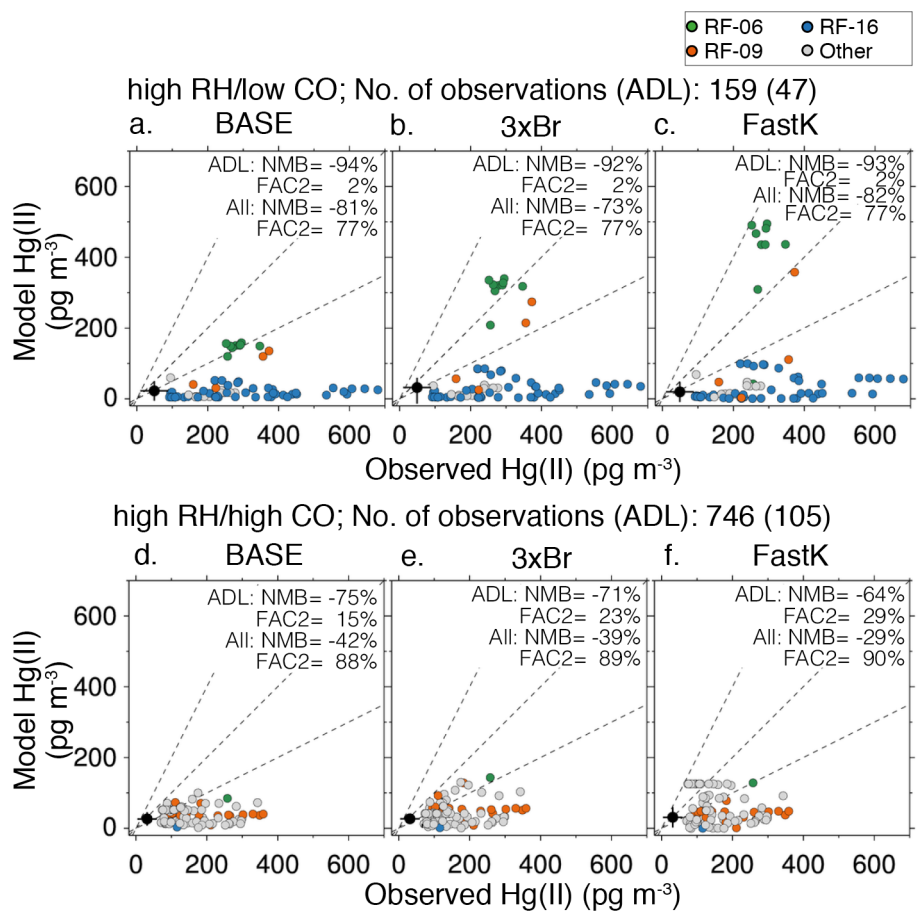 RF-06 RF-16
RF-09 Other
high RH/low CO; No. of observations (ADL): 159 (47)
a. BASE b. 3xBr c. FastK
ADL: NMB= -94% ADL: NMB= -92% ADL: NMB= -93%
FAC2= 2% FAC2= 2% FAC2= 2%
All: NMB= -81% All: NMB= -73% All: NMB= -82%
FAC2= 77% FAC2= 77% FAC2= 77%
Model Hg(II)
(pg m-3)
600
400
200
0
0 200 400 600 0 200 400 600 0 200 400 600
Observed Hg(II) (pg m-3)
high RH/high CO; No. of observations (ADL): 746 (105)
d. BASE e. 3xBr f. FastK
ADL: NMB= -75% ADL: NMB= -71% ADL: NMB= -64%
FAC2= 15% FAC2= 23% FAC2= 29%
All: NMB= -42% All: NMB= -39% All: NMB= -29%
FAC2= 88% FAC2= 89% FAC2= 90%
Model Hg(II)
(pg m-3)
600
400
200
0
0 200 400 600 0 200 400 600 0 200 400 600
Observed Hg(II) (pg m-3)